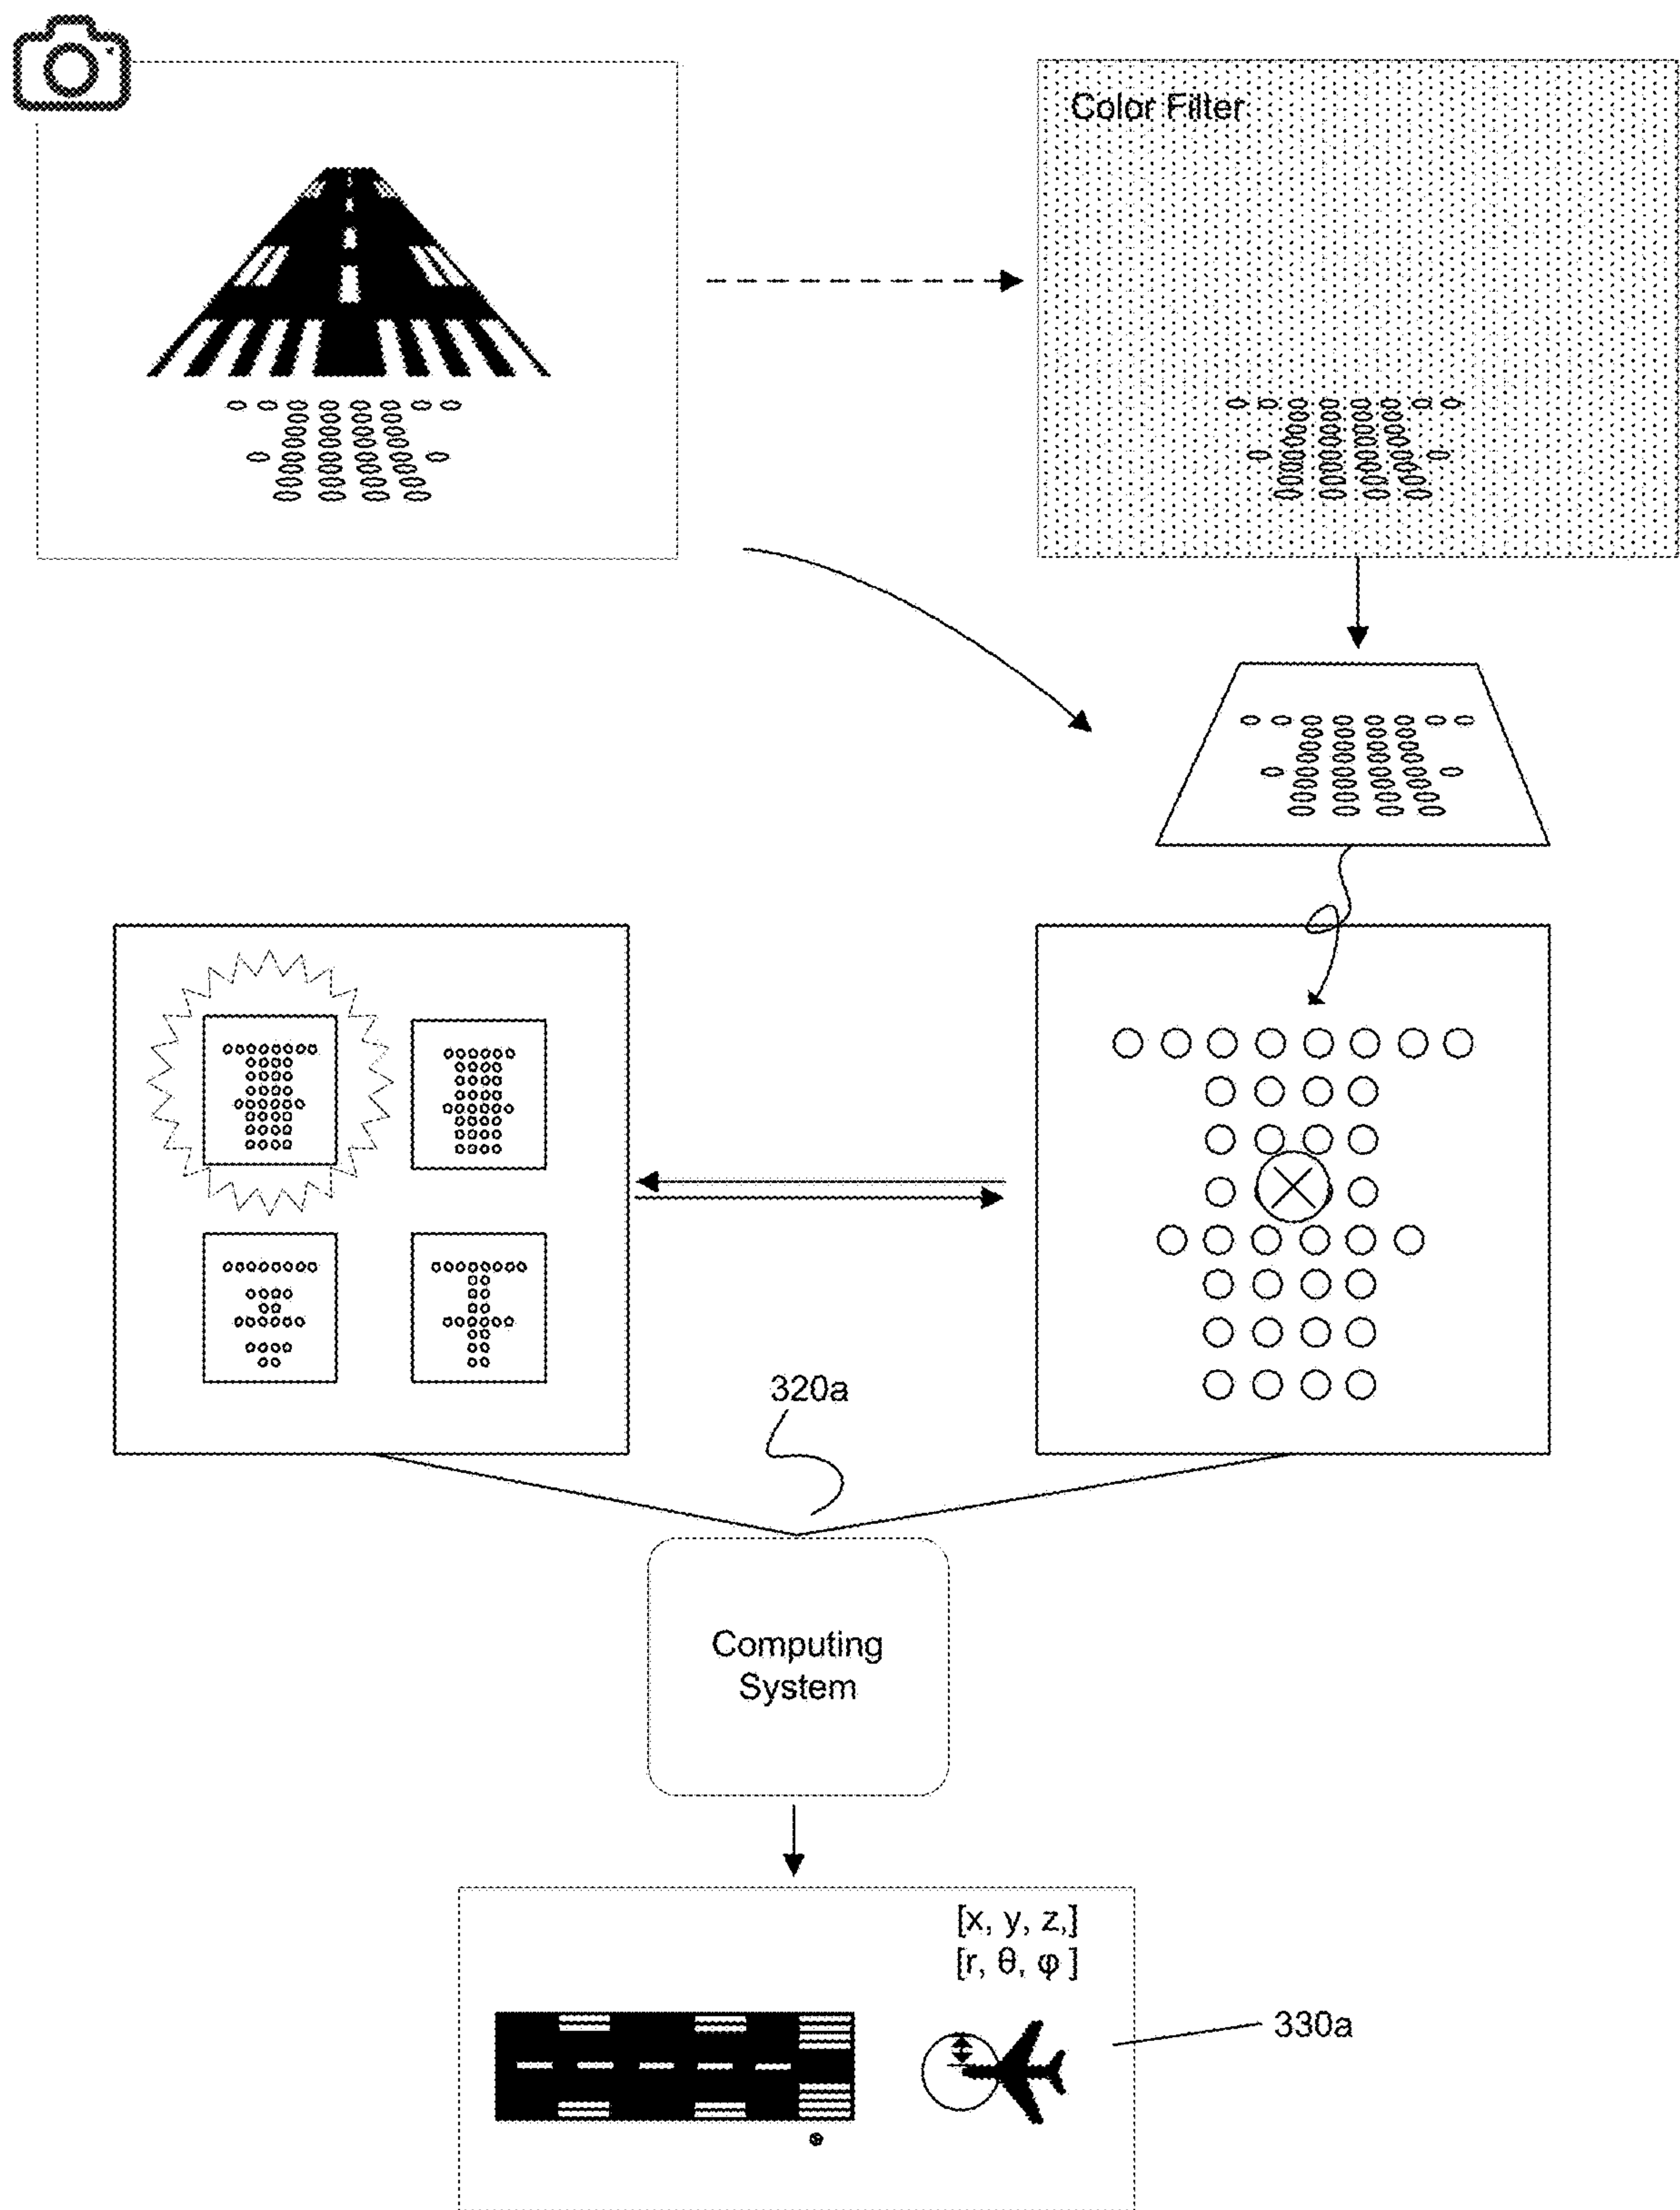 Color Filter
320a
Computing
System
[x, y, z,]
[r, θ, φ ]
330a